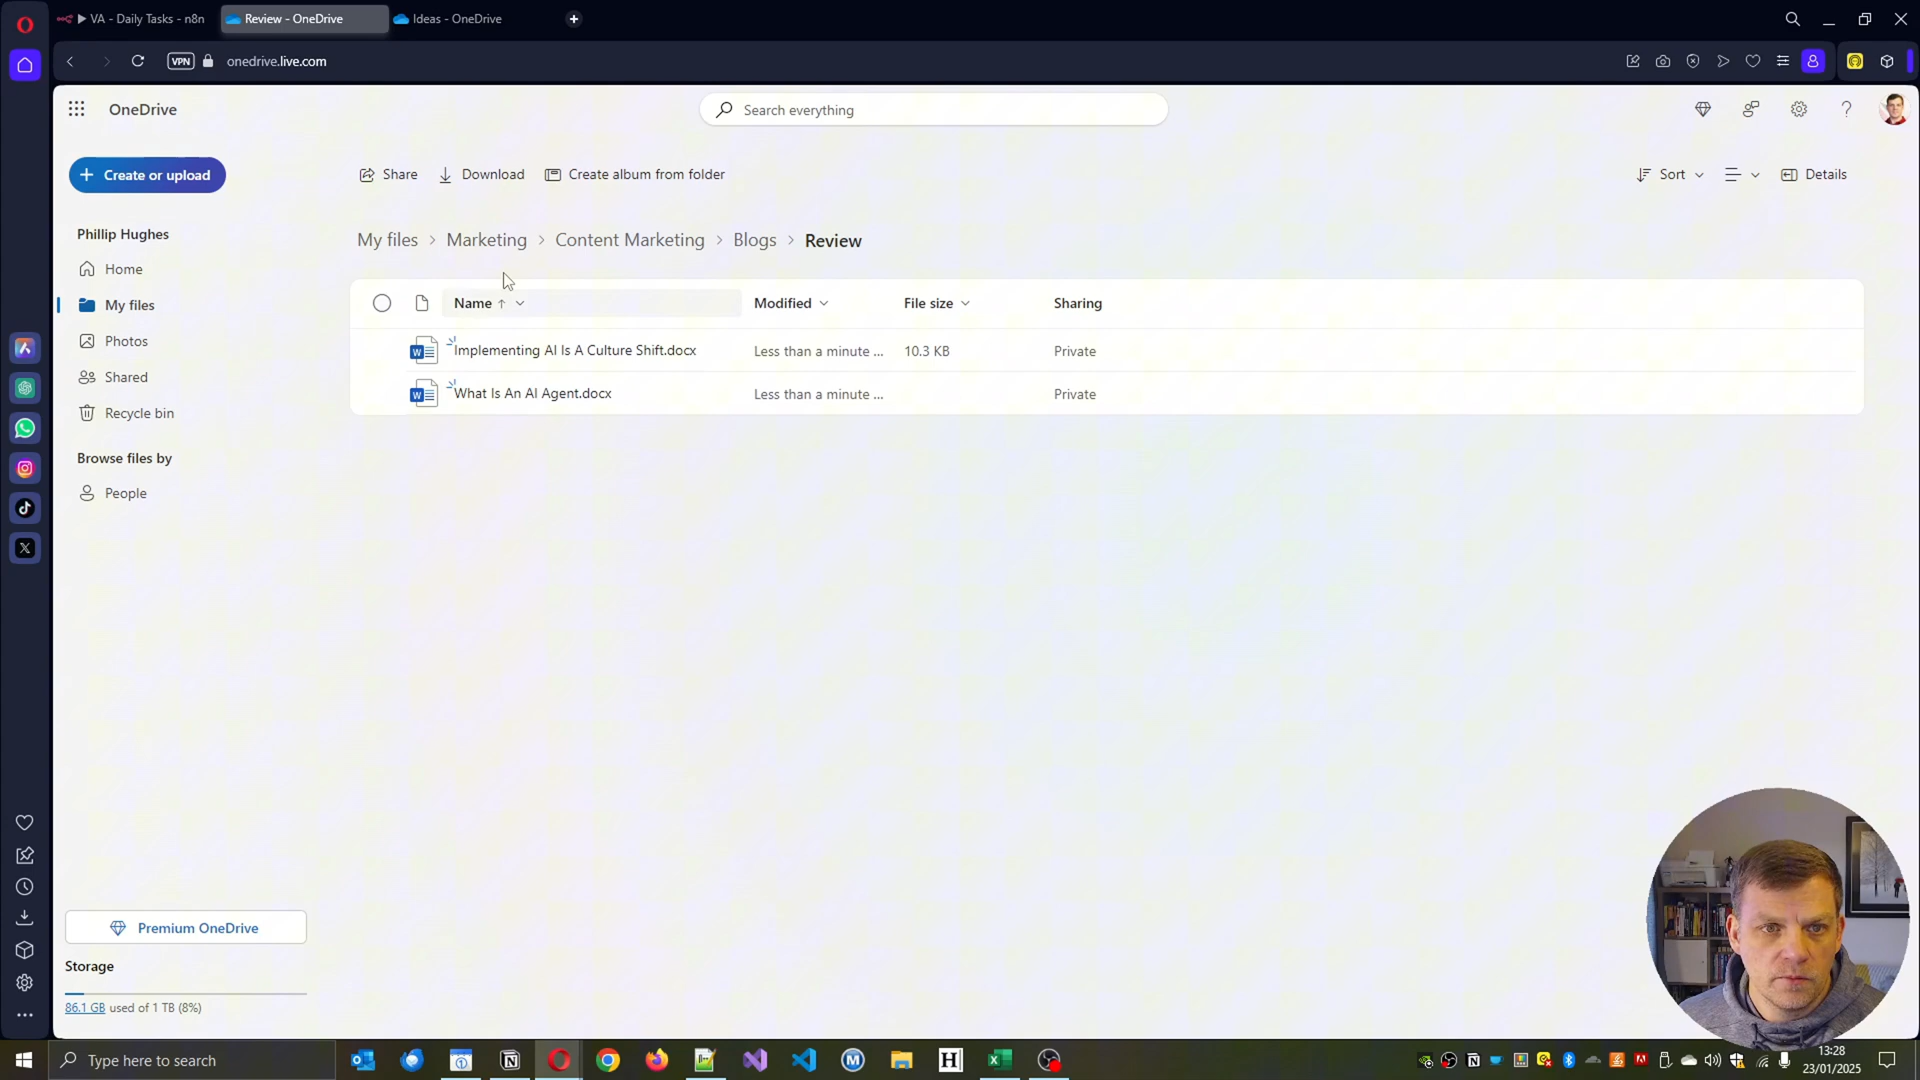 VA - Daily Tasks - n8n
Review - OneDrive
Ideas - OneDrive
VPN
onedrive.live.com
OneDrive
Search everything
Create or upload
Share
Download
Create album from folder
Sort
Details
Phillip Hughes
Home
My files
Photos
Shared
Recycle bin
Browse files by
People
My files > Marketing > Content Marketing > Blogs > Review
Name
Modified
File size
Sharing
Implementing AI Is A Culture Shift.docx
Less than a minute ...
10.3 KB
Private
What Is An AI Agent.docx
Less than a minute ...
Private
Premium OneDrive
Storage
86.1 GB used of 1 TB (8%)
Type here to search
13:28
23/01/2025